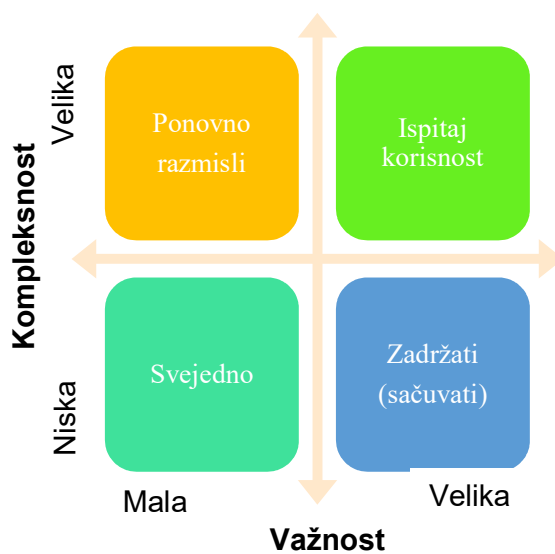 Velika
Kompleksnost
Niska
Ponovno
razmisli
Ispitaj
korisnost
Svejedno
Zadržati
(sačuvati)
Mala
Velika
Važnost